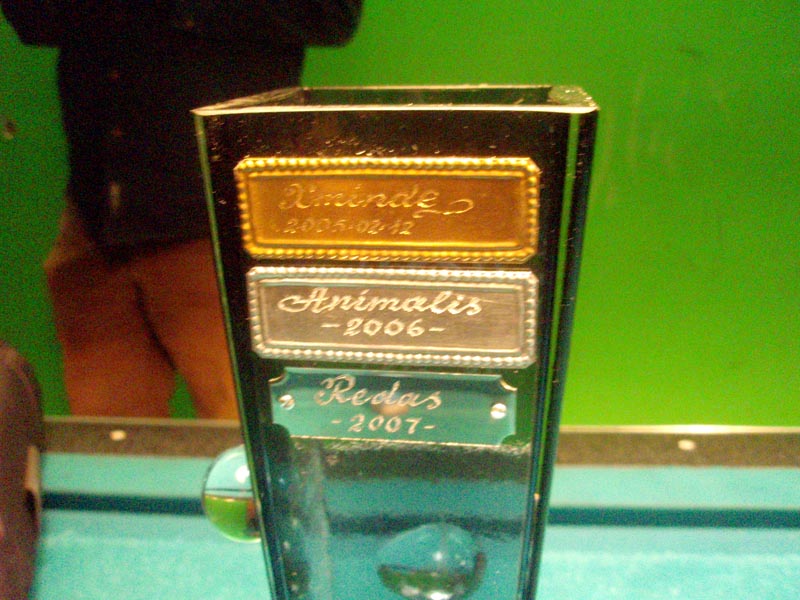 Xminde
2005-02-12
Animalis
-2006-
Redas
-2007-